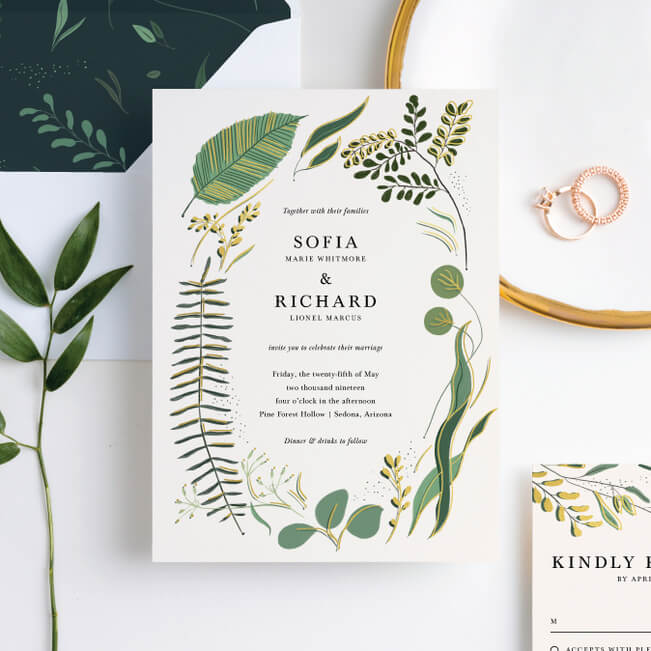 Together with their families
SOFIA
MARIE WHITMORE
&
RICHARD
LIONEL MARCUS
invite you to celebrate their marriage
Friday, the twenty-fifth of May
two thousand nineteen
four o'clock in the afternoon
Pine Forest Hollow | Sedona, Arizona
Dinner & drinks to follow
KINDLY
BY
M
ACCEPTS WITH